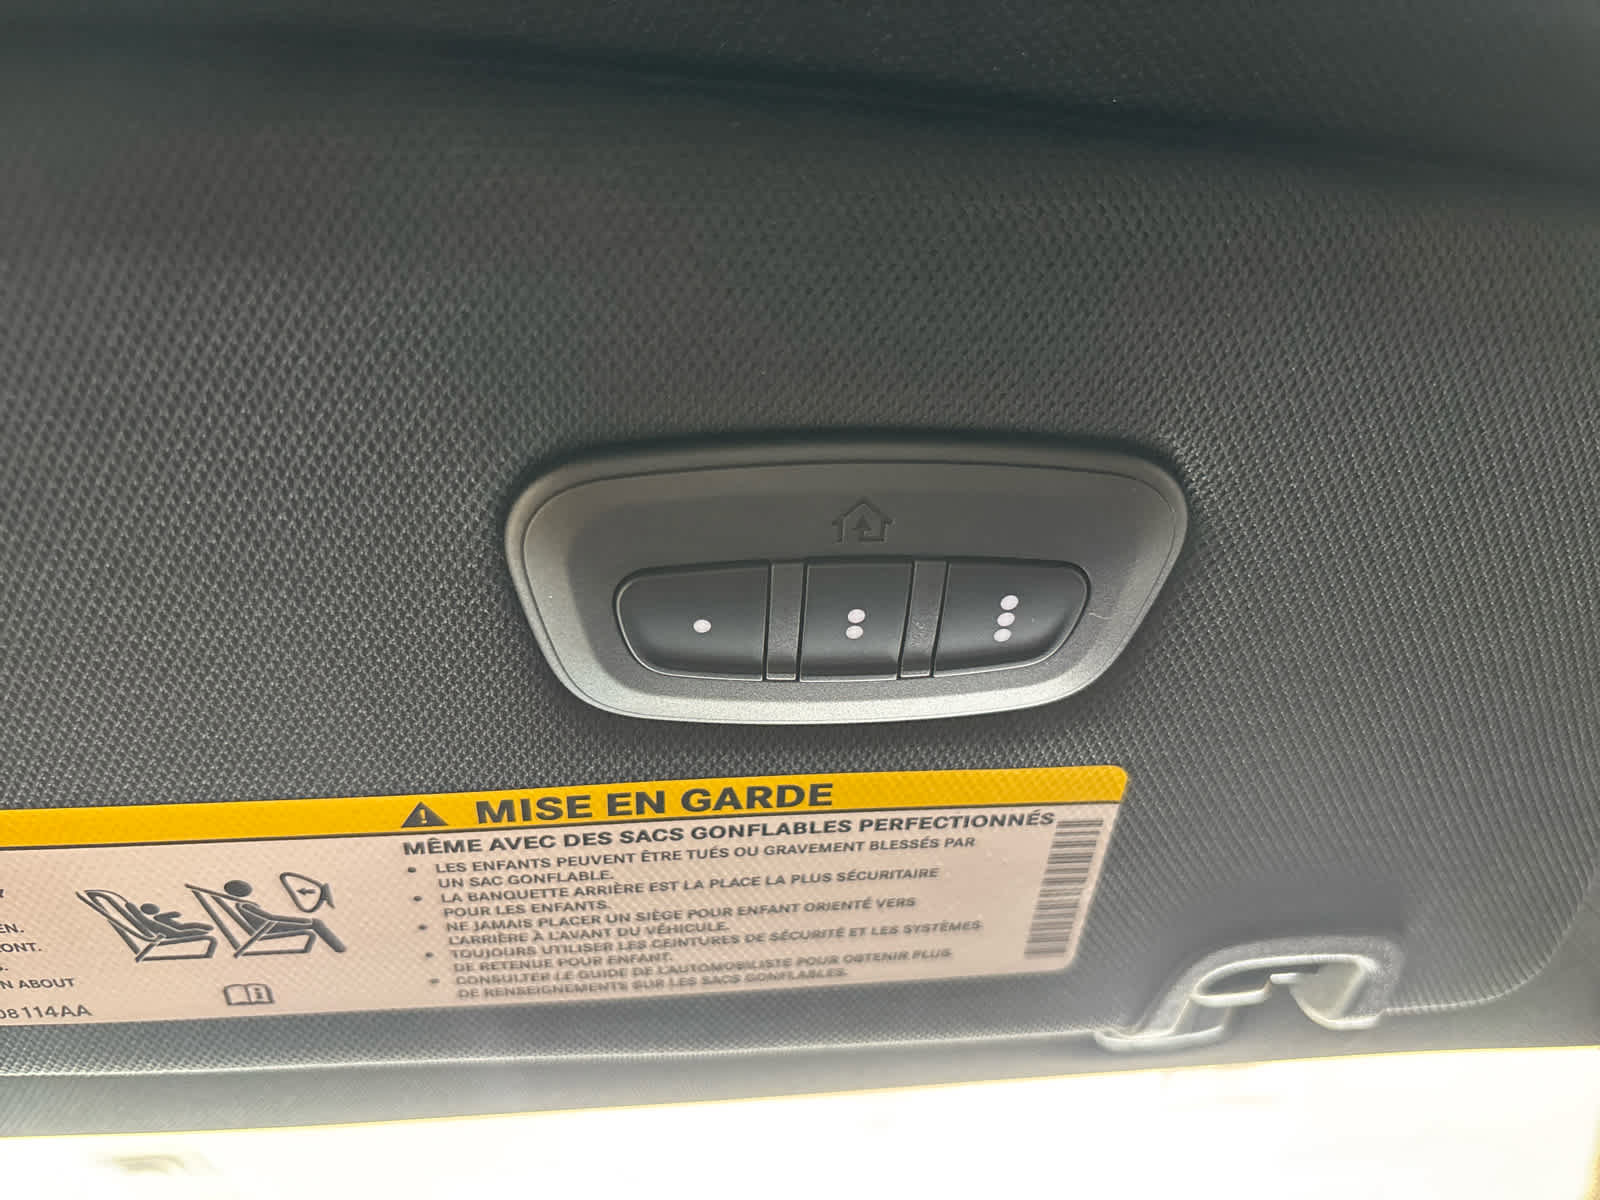 MISE EN GARDE
MÊME AVEC DES SACS GONFLABLES PERFECTIONNÉS
• LES ENFANTS PEUVENT ÊTRE TUÉS OU GRAVEMENT BLESSÉS PAR
UN SAC GONFLABLE.
• LA BANQUETTE ARRIÈRE EST LA PLACE LA PLUS SÉCURITAIRE
POUR LES ENFANTS.
• NE JAMAIS PLACER UN SIÈGE POUR ENFANT ORIENTÉ VERS
L'ARRIÈRE À L'AVANT DU VÉHICULE.
• TOUJOURS UTILISER LES CEINTURES DE SÉCURITÉ ET LES SYSTÈMES
DE RETENUE POUR ENFANT.
• CONSULTER LE GUIDE DE L'AUTOMOBILISTE POUR OBTENIR PLUS
DE RENSEIGNEMENTS SUR LES SACS GONFLABLES.
EN.
ONT.
N ABOUT
08114AA